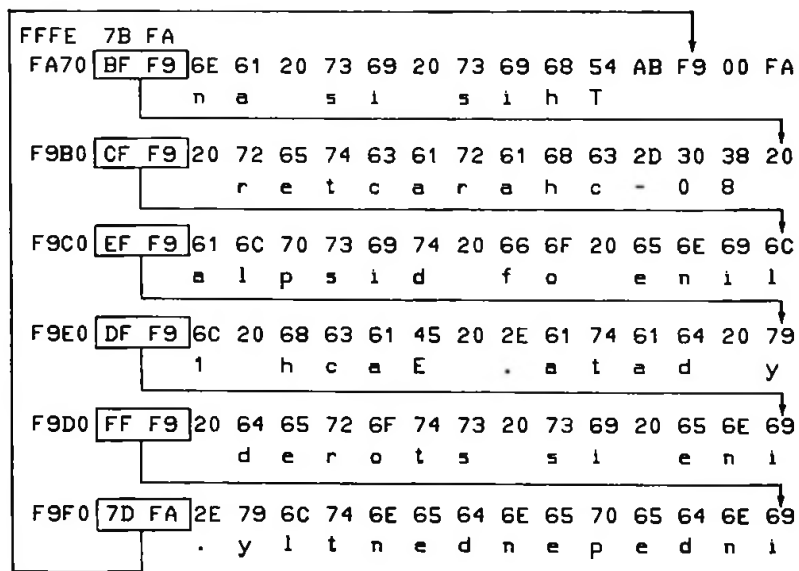 FFFE 7B FA
FA70 BF F9 6E 61 20 73 69 20 73 69 68 54 AB F9 00 FA
n a s i s i h T
F9B0 CF F9 20 72 65 74 63 61 72 61 68 63 2D 30 38 20
r e t c a r a h c - 0 8
F9C0 EF F9 61 6C 70 73 69 74 20 66 6F 20 65 6E 69 6C
a l p s i d f o e n i l
F9E0 DF F9 6C 20 68 63 61 45 20 2E 61 74 61 64 20 79
l h c a E . a t a d y
F9D0 FF F9 20 64 65 72 6F 74 73 20 73 69 20 65 6E 69
d e r o t s s i e n i
F9F0 7D FA 2E 79 6C 74 6E 65 64 6E 65 70 65 64 6E 69
. y l t n e d n e p e d n i